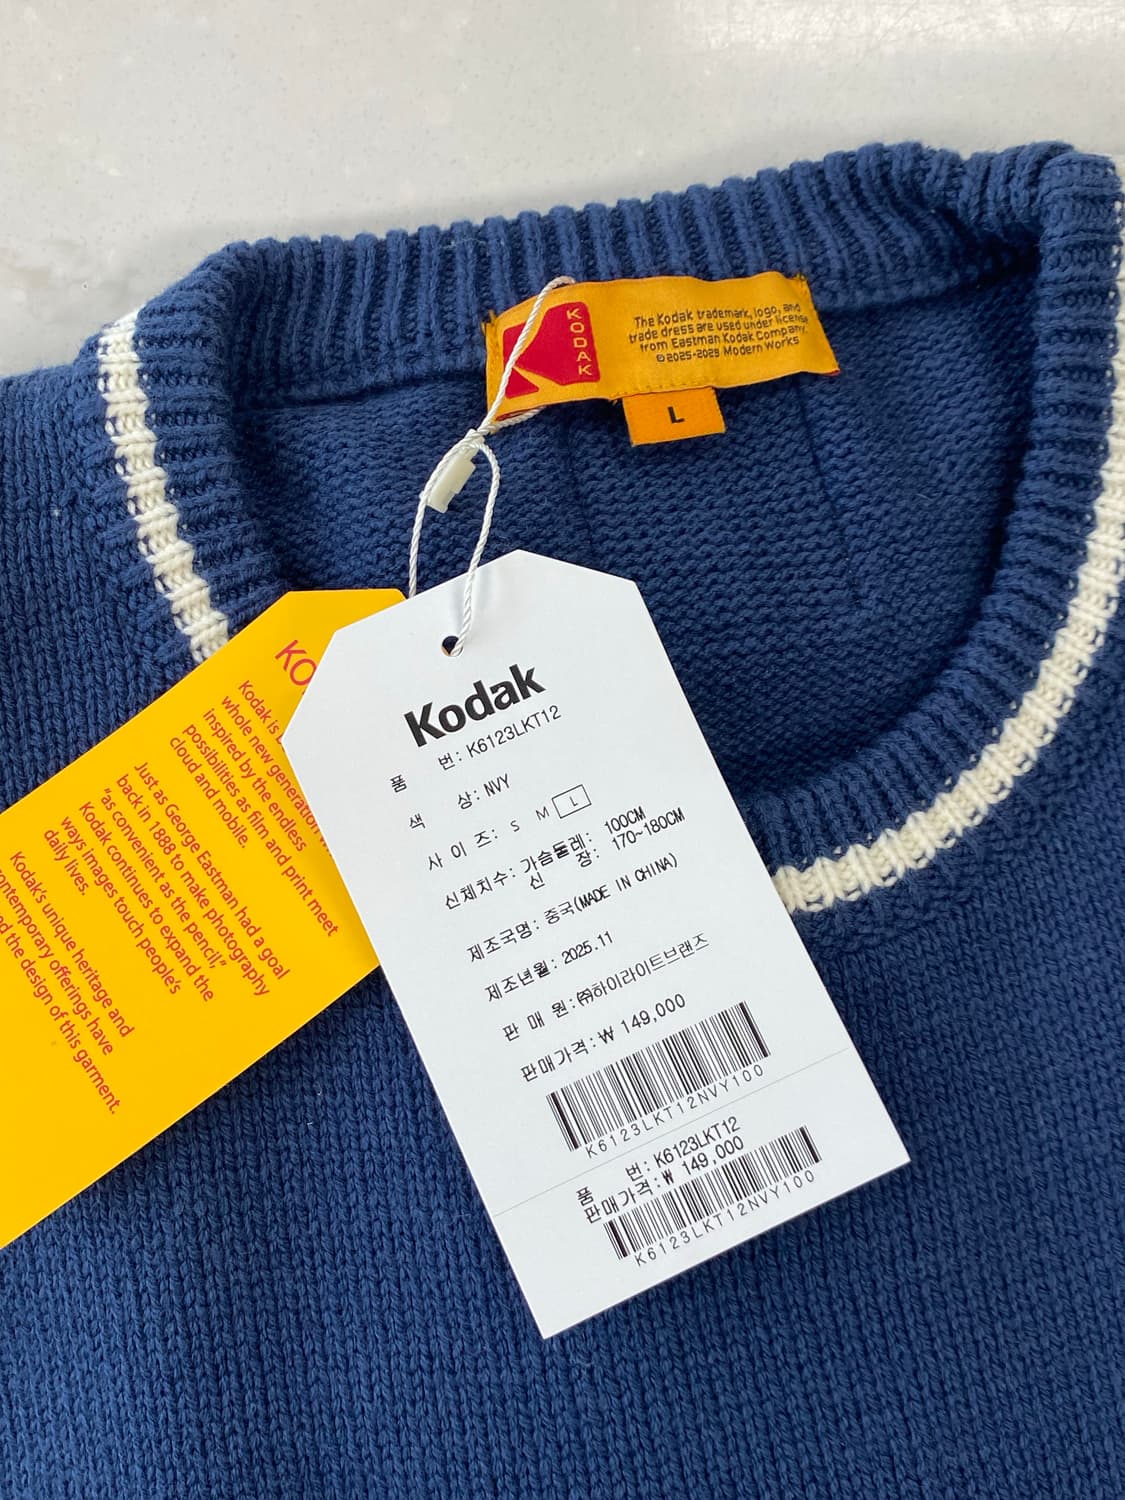 KODAK
The Kodak trademark, logo, and
trade dress are used under license
from Eastman Kodak Company.
©2025-2029 Modern Works
L
KO
Kodak is
whole new generation
inspired by the endless
possibilities as film and print meet
cloud and mobile.
Just as George Eastman had a goal
back in 1888 to make photography
"as convenient as the pencil,"
Kodak continues to expand the
ways images touch people's
daily lives.
Kodak's unique heritage and
contemporary offerings have
the design of this garment.
Kodak
품 번: K6123LKT12
색 상: NVY
사 이 즈: S M L
신체치수: 가슴둘레: 100CM
신 장: 170~180CM
제조국명: 중국(MADE IN CHINA)
제조년월: 2025.11
판 매 원: ㈜하이라이트브랜즈
판매가격: ₩ 149,000
K6123LKT12NVY100
품 번: K6123LKT12
판매가격: ₩ 149,000
K6123LKT12NVY100